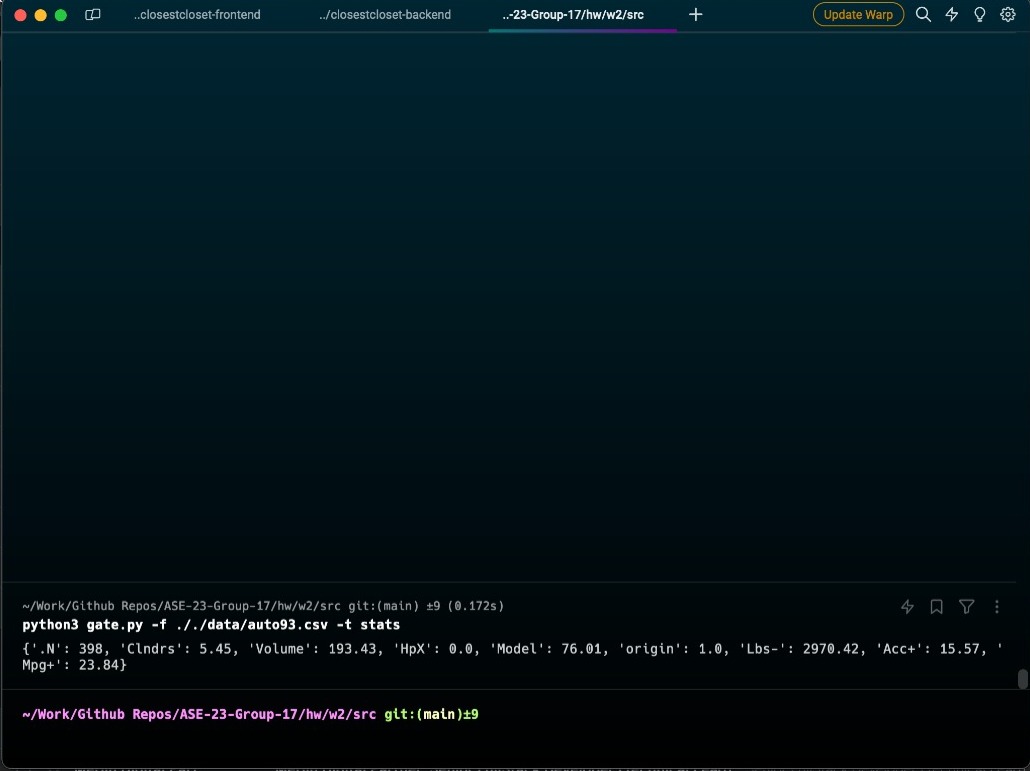 ..closestcloset-frontend
../closestcloset-backend
..-23-Group-17/hw/w2/src
Update Warp
~/Work/Github Repos/ASE-23-Group-17/hw/w2/src git:(main) ±9 (0.172s)
python3 gate.py -f ././data/auto93.csv -t stats
{'.N': 398, 'Clndrs': 5.45, 'Volume': 193.43, 'HpX': 0.0, 'Model': 76.01, 'origin': 1.0, 'Lbs-': 2970.42, 'Acc+': 15.57, '
Mpg+': 23.84}
~/Work/Github Repos/ASE-23-Group-17/hw/w2/src git:(main)±9